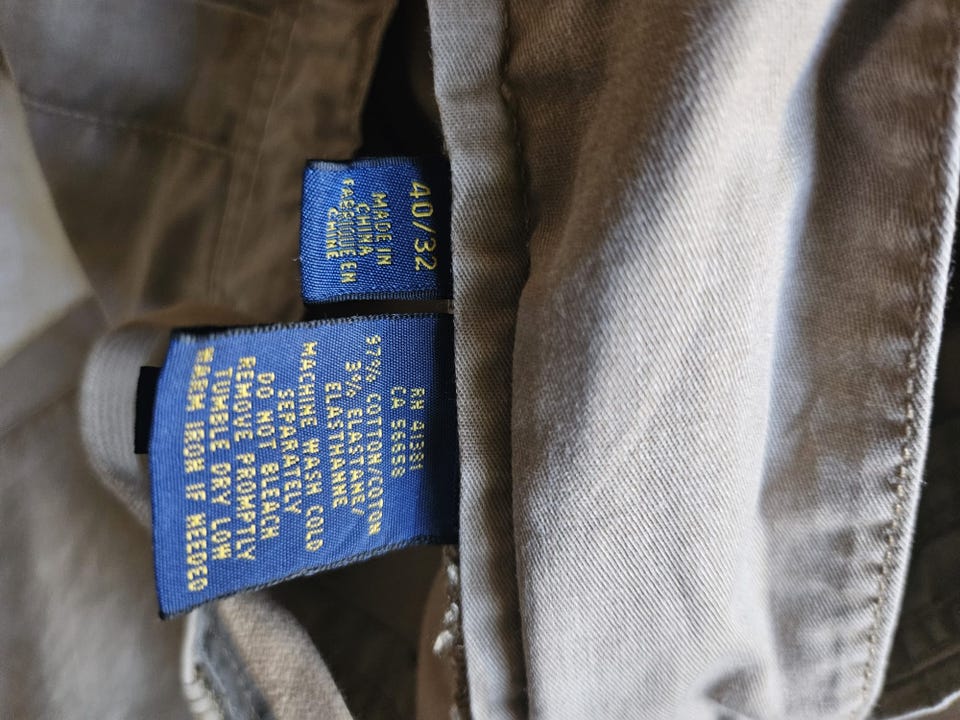 40/32
MADE IN
CHINA
FABRIQUE EN
CHINE
RN 41381
CA 56658
97% COTTON/COTON
3% ELASTANE/
ELASTHANNE
MACHINE WASH COLD
SEPARATELY
DO NOT BLEACH
REMOVE PROMPTLY
TUMBLE DRY LOW
WARM IRON IF NEEDED